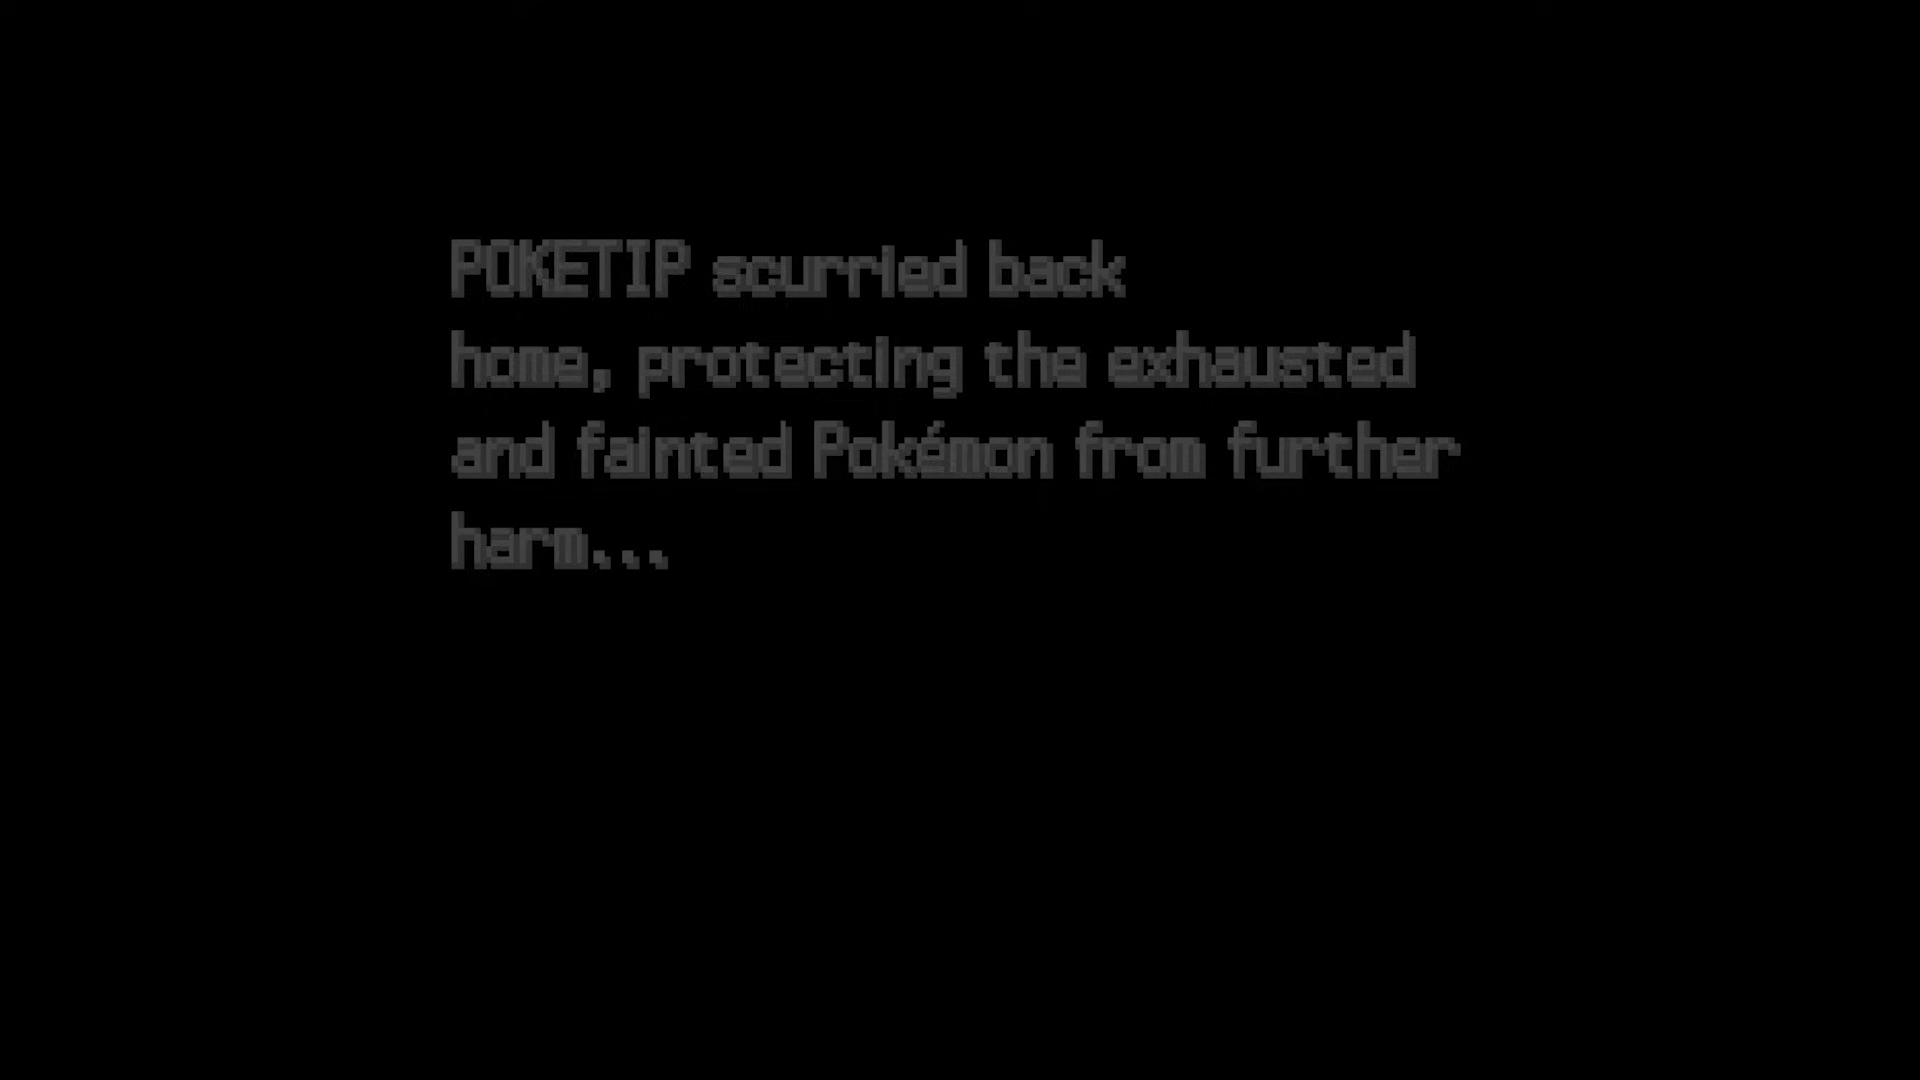 POKETIP scurried back
home, protecting the exhausted
and fainted Pokémon from further
harm...